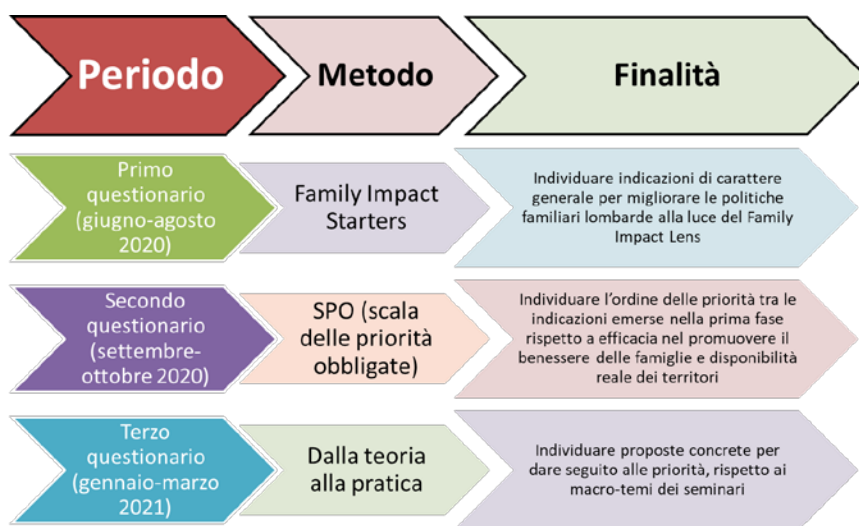 Periodo
Metodo
Finalità
Primo
questionario
(giugno-agosto
2020)
Family Impact
Starters
Individuare indicazioni di carattere
generale per migliorare le politiche
familiari lombarde alla luce del Family
Impact Lens
Secondo
questionario
(settembre-
ottobre 2020)
SPO (scala
delle priorità
obbligate)
Individuare l'ordine delle priorità tra le
indicazioni emerse nella prima fase
rispetto a efficacia nel promuovere il
benessere delle famiglie e disponibilità
reale dei territori
Terzo
questionario
(gennaio-marzo
2021)
Dalla teoria
alla pratica
Individuare proposte concrete per
dare seguito alle priorità, rispetto ai
macro-temi dei seminari